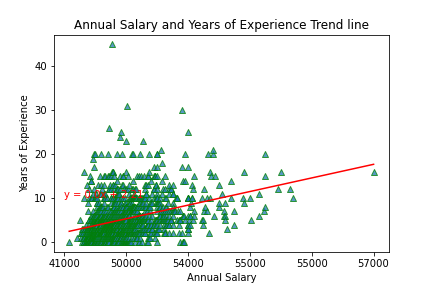 Annual Salary and Years of Experience Trend line
Years of Experience
40
30
20
10
0
y =
41000 50000 54000 55000 55000 57000
Annual Salary